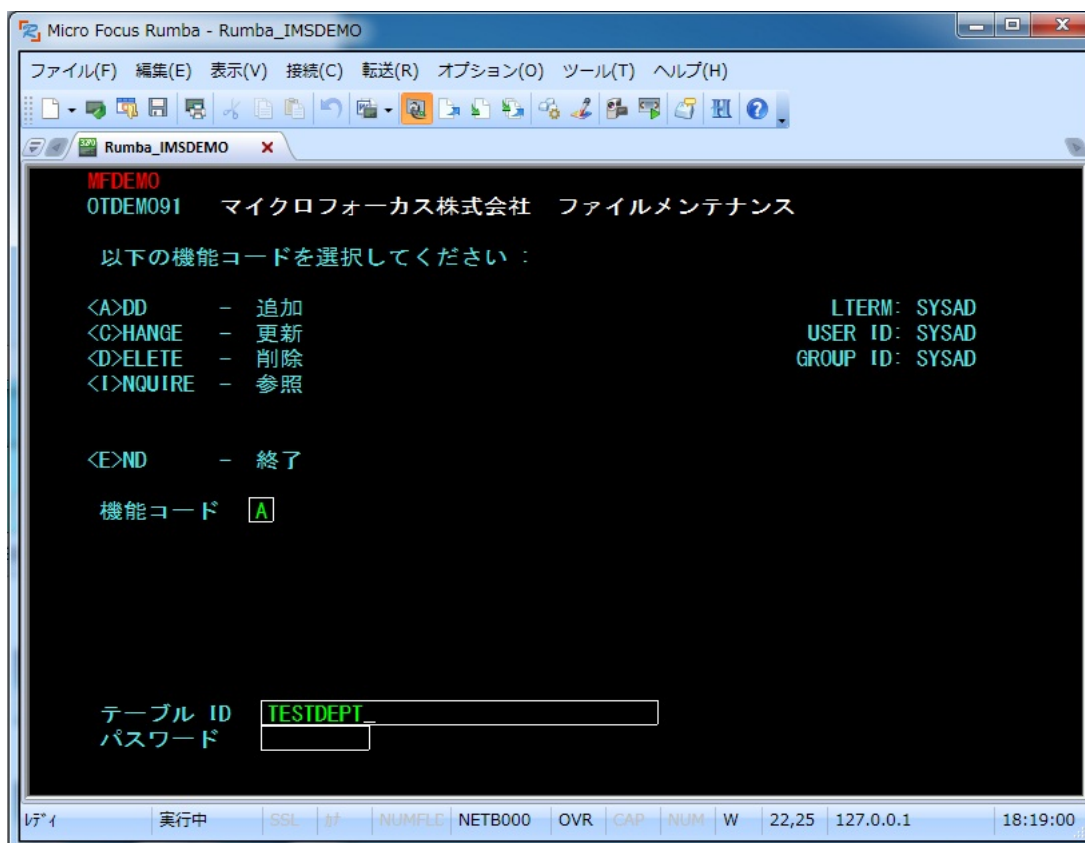 Micro Focus Rumba - Rumba_IMSDEMO
ファイル(F) 編集(E) 表示(V) 接続(C) 転送(R) オプション(O) ツール(T) ヘルプ(H)
Rumba_IMSDEMO
MFDEMO
OTDEMO91 マイクロフォーカス株式会社 ファイルメンテナンス
以下の機能コードを選択してください :
<A>DD - 追加 LTERM: SYSAD
<C>HANGE - 更新 USER ID: SYSAD
<D>ELETE - 削除 GROUP ID: SYSAD
<I>NQUIRE - 参照
<E>ND - 終了
機能コード A
テーブル ID TESTDEPT_
パスワード
ﾚﾃﾞｨ 実行中 SSL ｶﾅ NUMFLD NETB000 OVR CAP NUM W 22,25 127.0.0.1 18:19:00